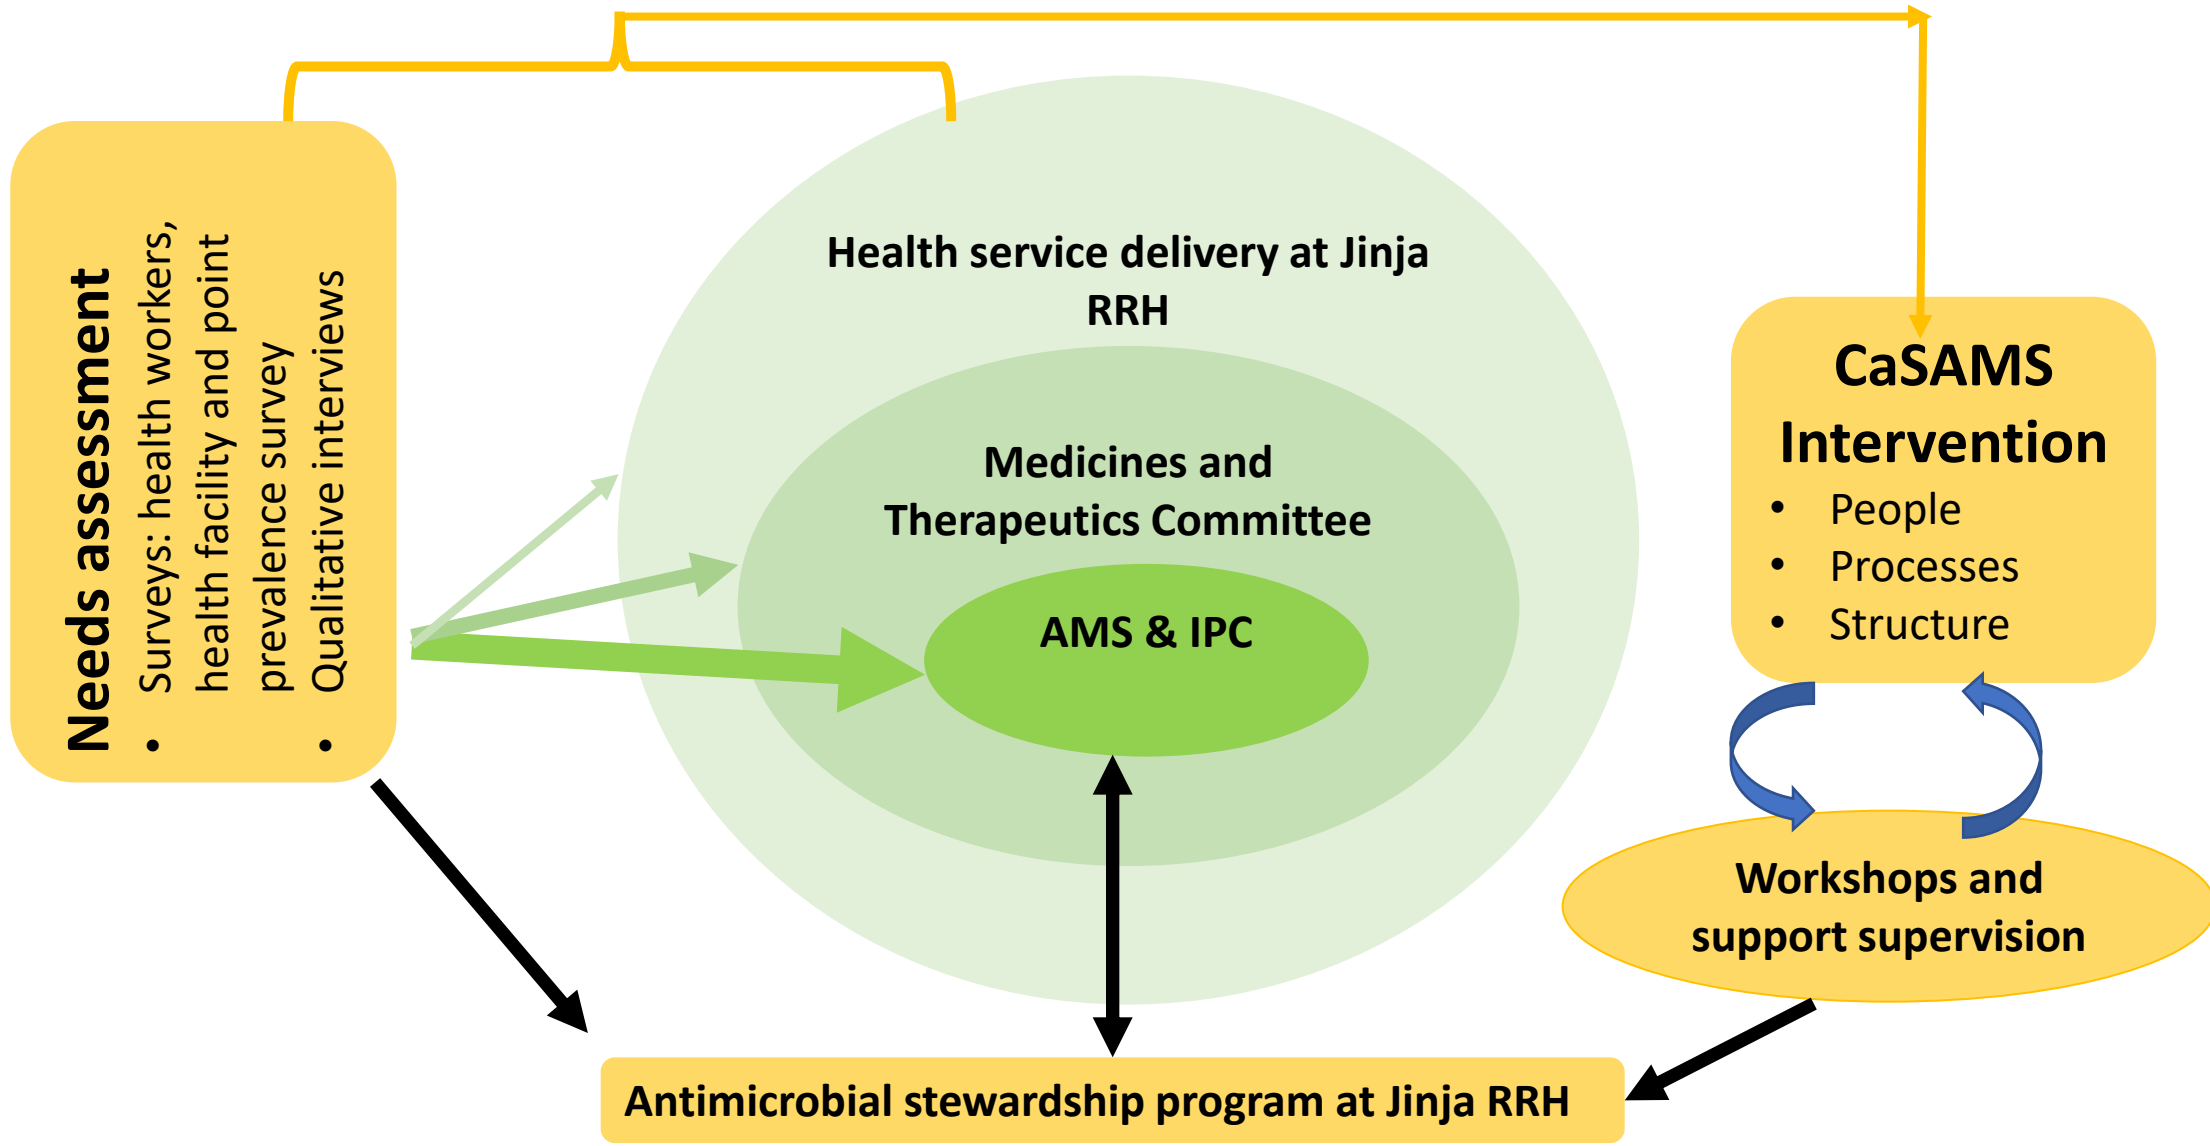 Needs assessment
• Surveys: health workers,
health facility and point
prevalence survey
• Qualitative interviews
Health service delivery at Jinja
RRH
Medicines and
Therapeutics Committee
AMS & IPC
CaSAMS
Intervention
• People
• Processes
• Structure
Workshops and
support supervision
Antimicrobial stewardship program at Jinja RRH